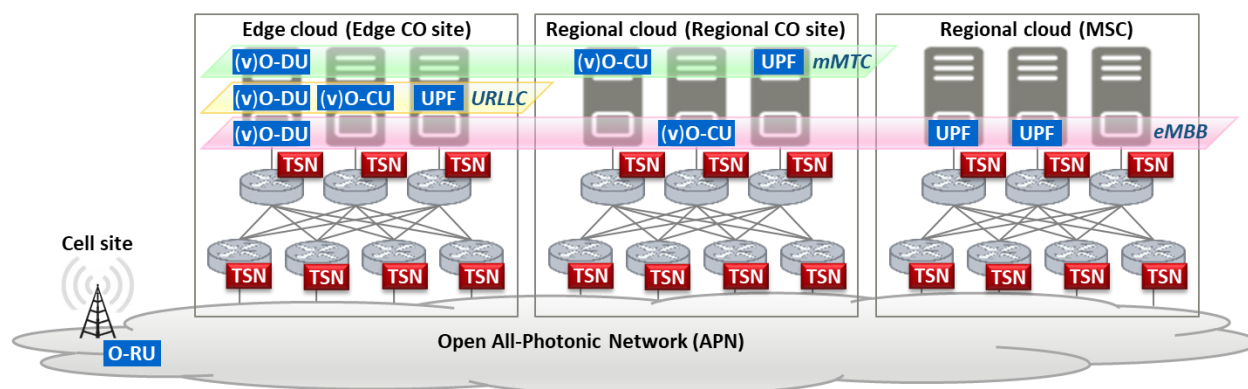 Edge cloud (Edge CO site)
Regional cloud (Regional CO site)
Regional cloud (MSC)
(v)O-DU
(v)O-CU
UPF
mMTC
(v)O-DU
(v)O-CU
UPF
URLLC
(v)O-DU
(v)O-CU
UPF
UPF
eMBB
TSN
TSN
TSN
TSN
TSN
TSN
TSN
TSN
TSN
Cell site
TSN
TSN
TSN
TSN
TSN
TSN
TSN
TSN
TSN
TSN
TSN
TSN
Open All-Photonic Network (APN)
O-RU